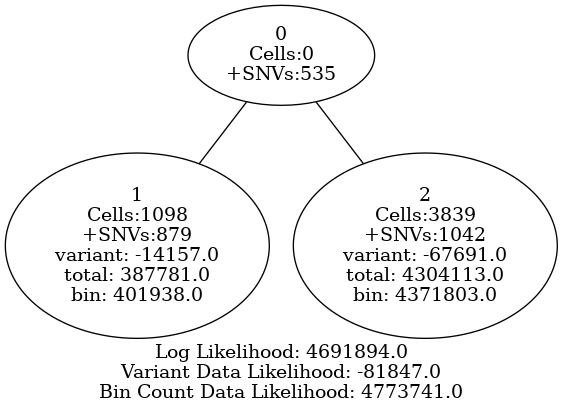 0
Cells:0
+SNVs:535
1
Cells:1098
+SNVs:879
variant: -14157.0
total: 387781.0
bin: 401938.0
2
Cells:3839
+SNVs:1042
variant: -67691.0
total: 4304113.0
bin: 4371803.0
Log Likelihood: 4691894.0
Variant Data Likelihood: -81847.0
Bin Count Data Likelihood: 4773741.0